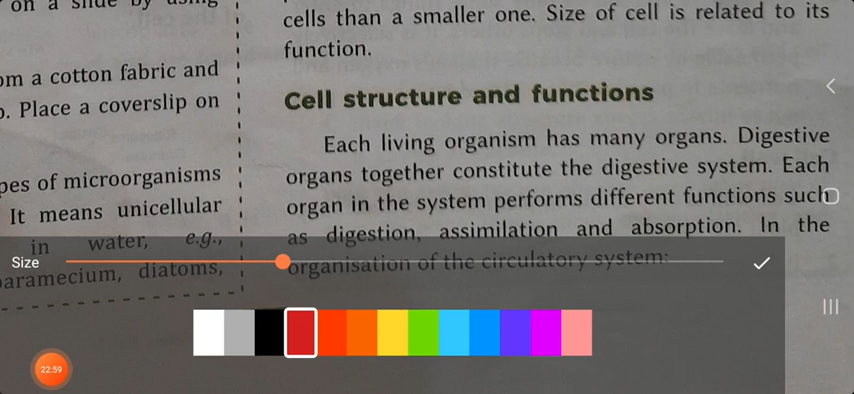 on a slide by using
om a cotton fabric and
. Place a coverslip on
pes of microorganisms
It means unicellular
in water, e.g.,
paramecium, diatoms,
cells than a smaller one. Size of cell is related to its
function.
Cell structure and functions
Each living organism has many organs. Digestive
organs together constitute the digestive system. Each
organ in the system performs different functions such
as digestion, assimilation and absorption. In the
organisation of the circulatory system:
Size
22:59